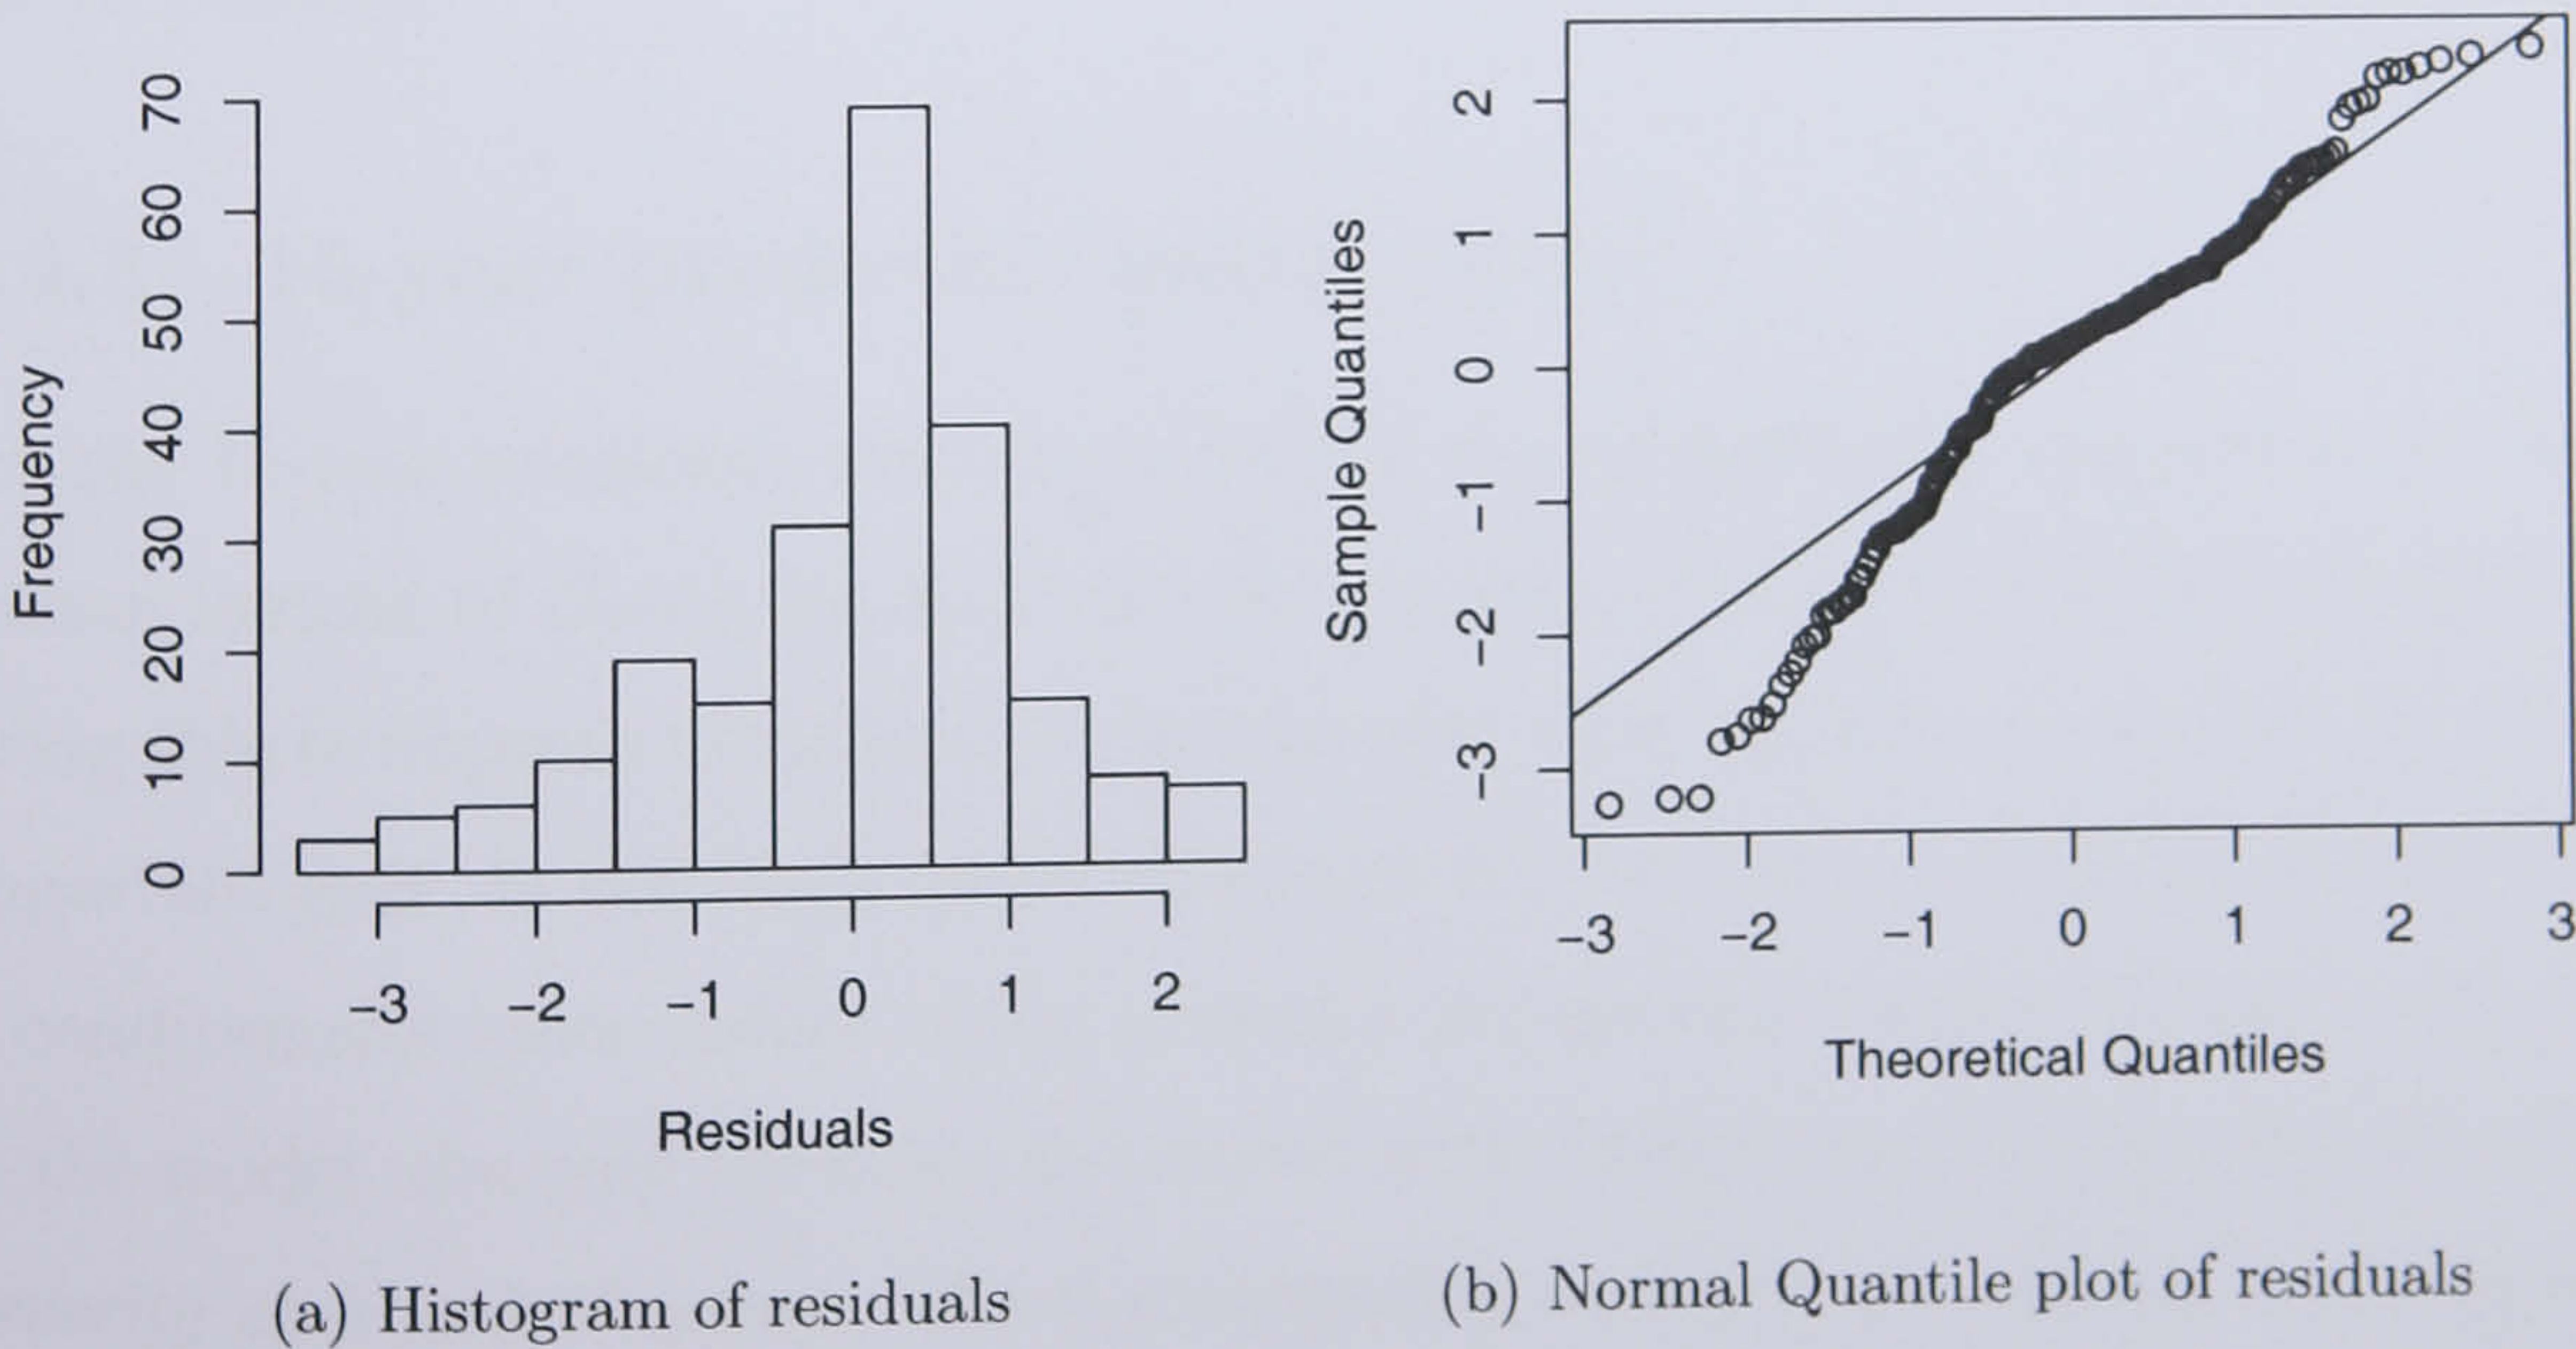 70
60
50
40
30
20
10
0
Frequency
−3 −2 −1 0 1 2
Residuals
(a) Histogram of residuals
2
1
0
−1
−2
−3
Sample Quantiles
−3 −2 −1 0 1 2 3
Theoretical Quantiles
(b) Normal Quantile plot of residuals